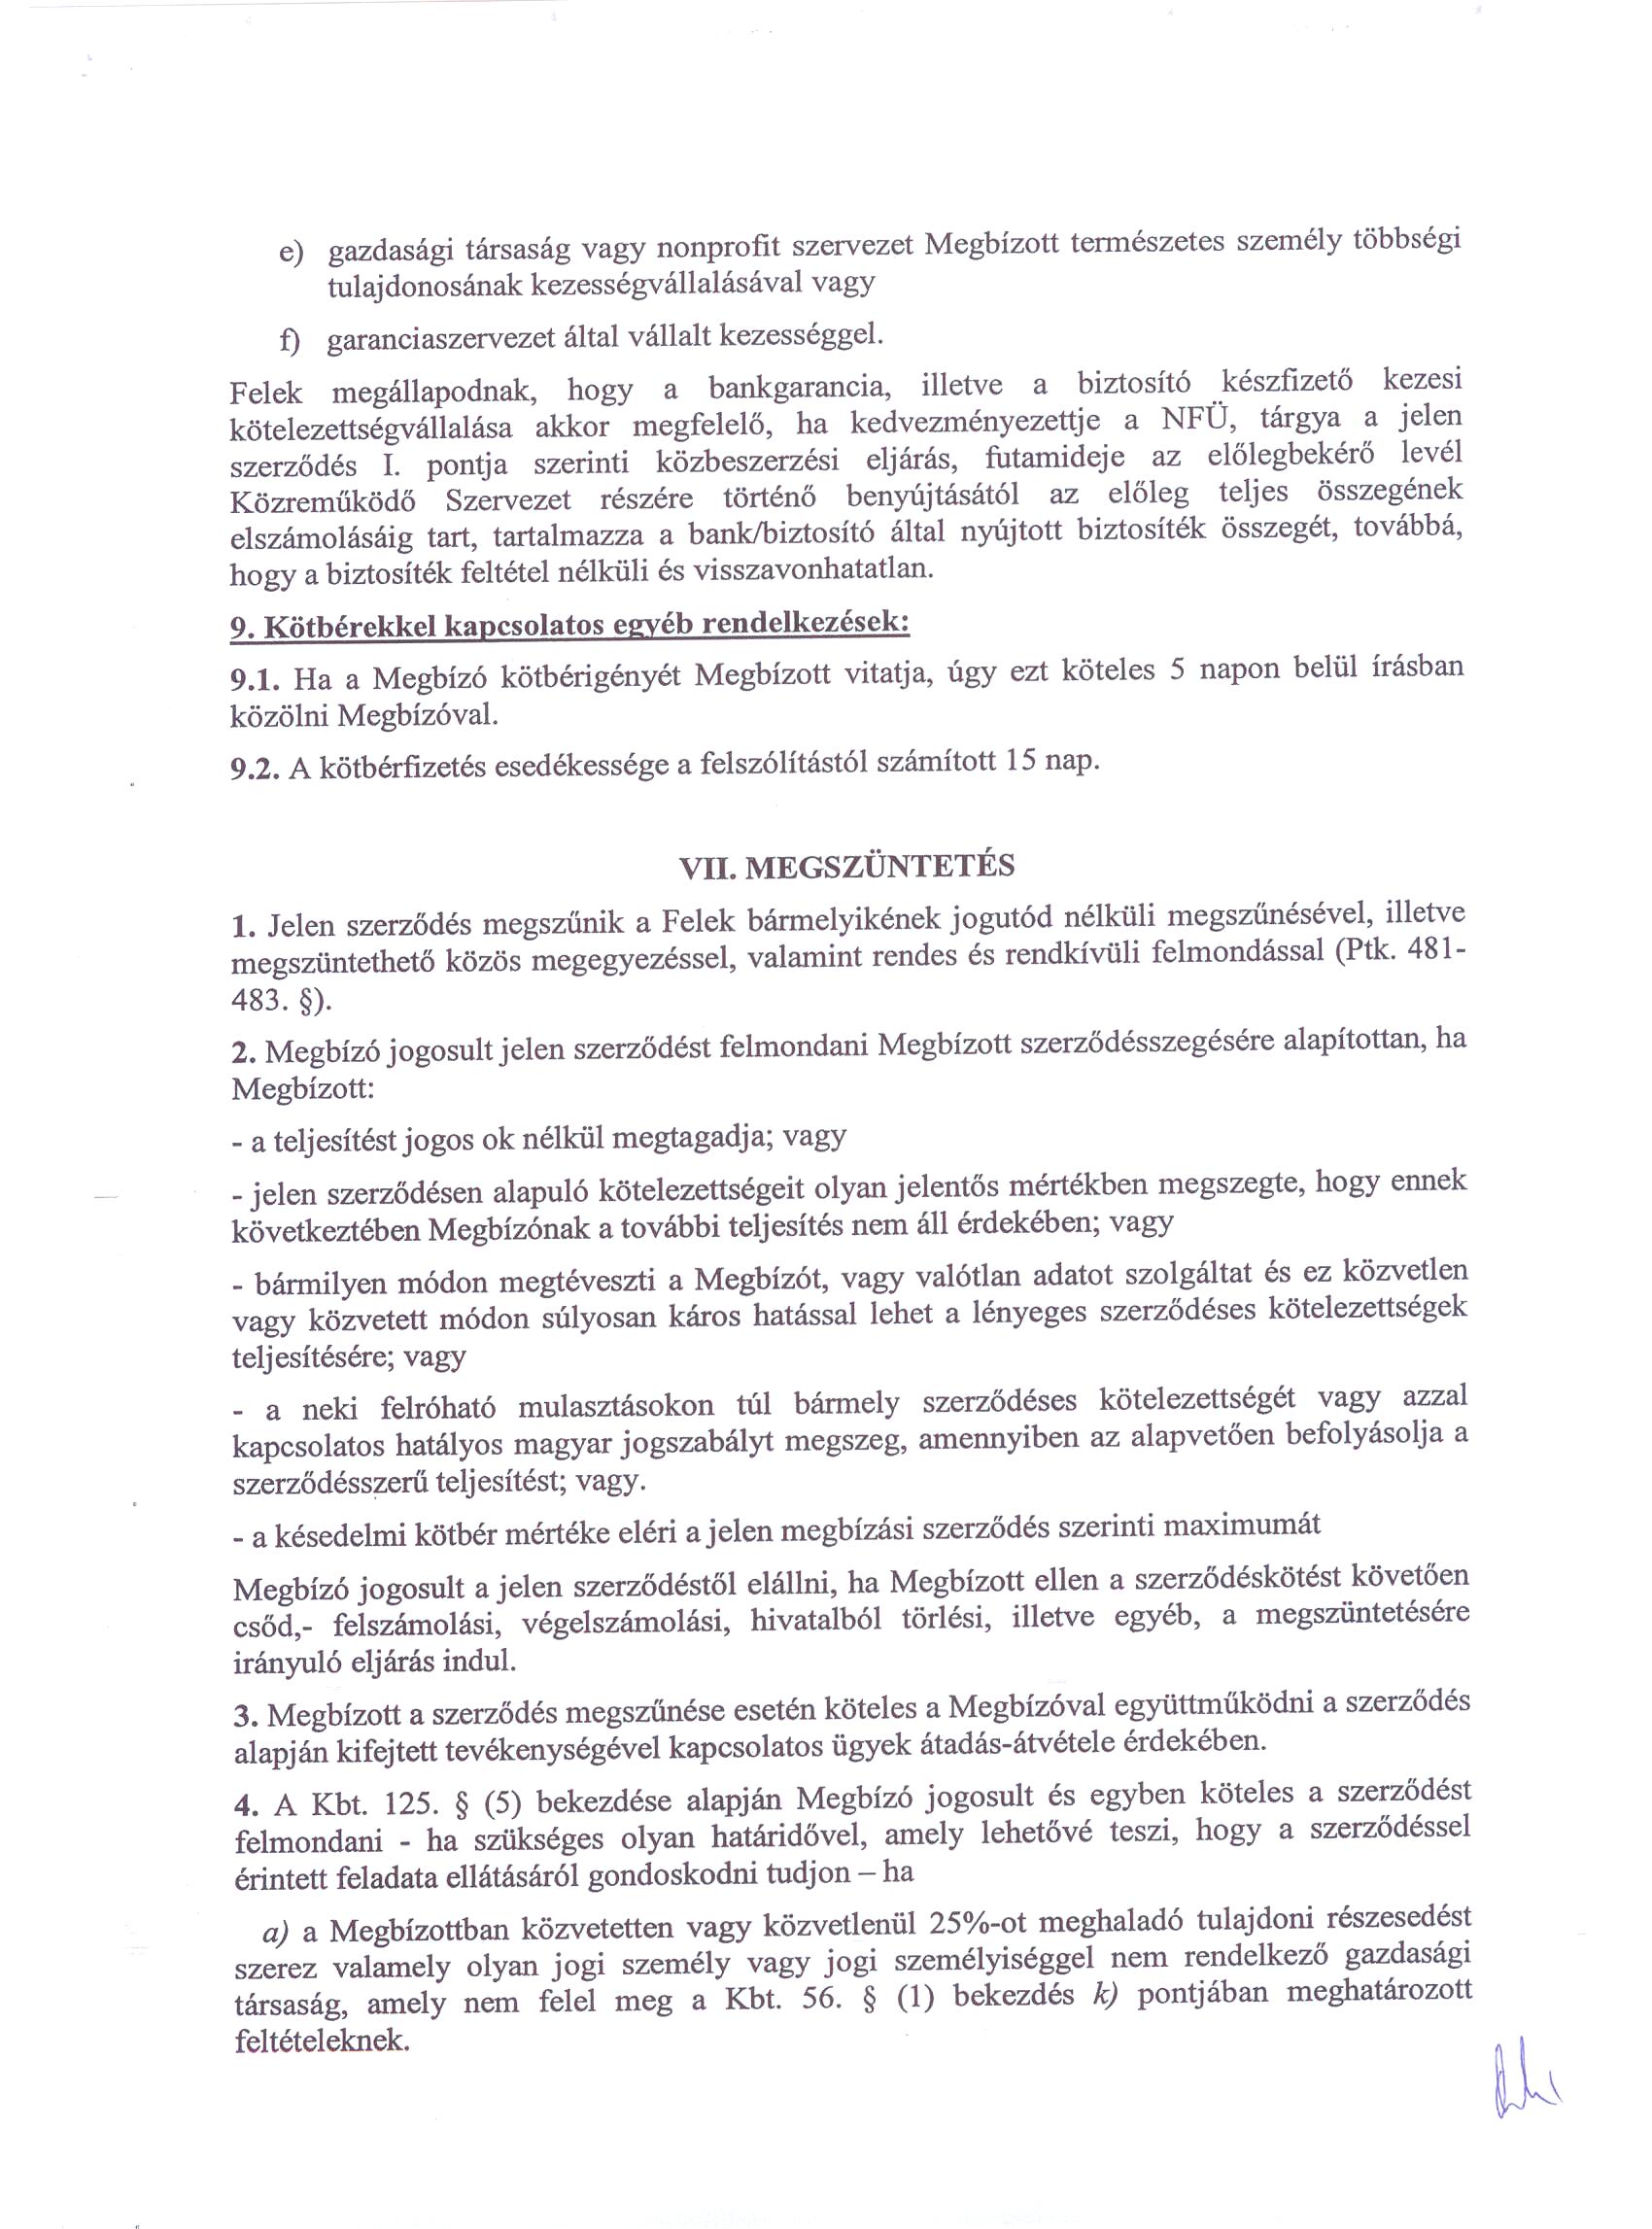 e) gazdasági társaság vagy nonprofit szervezet Megbízott természetes személy többségi
tulajdonosának kezességvállalásával vagy
f) garanciaszervezet által vállalt kezességgel.
Felek megállapodnak, hogy a bankgarancia, illetve a biztosító készfizető kezesi
kötelezettségvállalása akkor megfelelő, ha kedvezményezettje a NFÜ, tárgya a jelen
szerződés I. pontja szerinti közbeszerzési eljárás, futamideje az előlegbekérő levél
Közreműködő Szervezet részére történő benyújtásától az előleg teljes összegének
elszámolásáig tart, tartalmazza a bank/biztosító által nyújtott biztosíték összegét, továbbá,
hogy a biztosíték feltétel nélküli és visszavonhatatlan.
9. Kötbérekkel kapcsolatos egyéb rendelkezések:
9.1. Ha a Megbízó kötbérigényét Megbízott vitatja, úgy ezt köteles 5 napon belül írásban
közölni Megbízóval.
9.2. A kötbérfizetés esedékessége a felszólítástól számított 15 nap.
VII. MEGSZÜNTETÉS
1. Jelen szerződés megszűnik a Felek bármelyikének jogutód nélküli megszűnésével, illetve
megszüntethető közös megegyezéssel, valamint rendes és rendkívüli felmondással (Ptk. 481-
483. §).
2. Megbízó jogosult jelen szerződést felmondani Megbízott szerződésszegésére alapítottan, ha
Megbízott:
- a teljesítést jogos ok nélkül megtagadja; vagy
- jelen szerződésen alapuló kötelezettségeit olyan jelentős mértékben megszegte, hogy ennek
következtében Megbízónak a további teljesítés nem áll érdekében; vagy
- bármilyen módon megtéveszti a Megbízót, vagy valótlan adatot szolgáltat és ez közvetlen
vagy közvetett módon súlyosan káros hatással lehet a lényeges szerződéses kötelezettségek
teljesítésére; vagy
- a neki felróható mulasztásokon túl bármely szerződéses kötelezettségét vagy azzal
kapcsolatos hatályos magyar jogszabályt megszeg, amennyiben az alapvetően befolyásolja a
szerződésszerű teljesítést; vagy.
- a késedelmi kötbér mértéke eléri a jelen megbízási szerződés szerinti maximumát
Megbízó jogosult a jelen szerződéstől elállni, ha Megbízott ellen a szerződéskötést követően
csőd,- felszámolási, végelszámolási, hivatalból törlési, illetve egyéb, a megszüntetésére
irányuló eljárás indul.
3. Megbízott a szerződés megszűnése esetén köteles a Megbízóval együttműködni a szerződés
alapján kifejtett tevékenységével kapcsolatos ügyek átadás-átvétele érdekében.
4. A Kbt. 125. § (5) bekezdése alapján Megbízó jogosult és egyben köteles a szerződést
felmondani - ha szükséges olyan határidővel, amely lehetővé teszi, hogy a szerződéssel
érintett feladata ellátásáról gondoskodni tudjon – ha
a) a Megbízottban közvetetten vagy közvetlenül 25%-ot meghaladó tulajdoni részesedést
szerez valamely olyan jogi személy vagy jogi személyiséggel nem rendelkező gazdasági
társaság, amely nem felel meg a Kbt. 56. § (1) bekezdés k) pontjában meghatározott
feltételeknek.